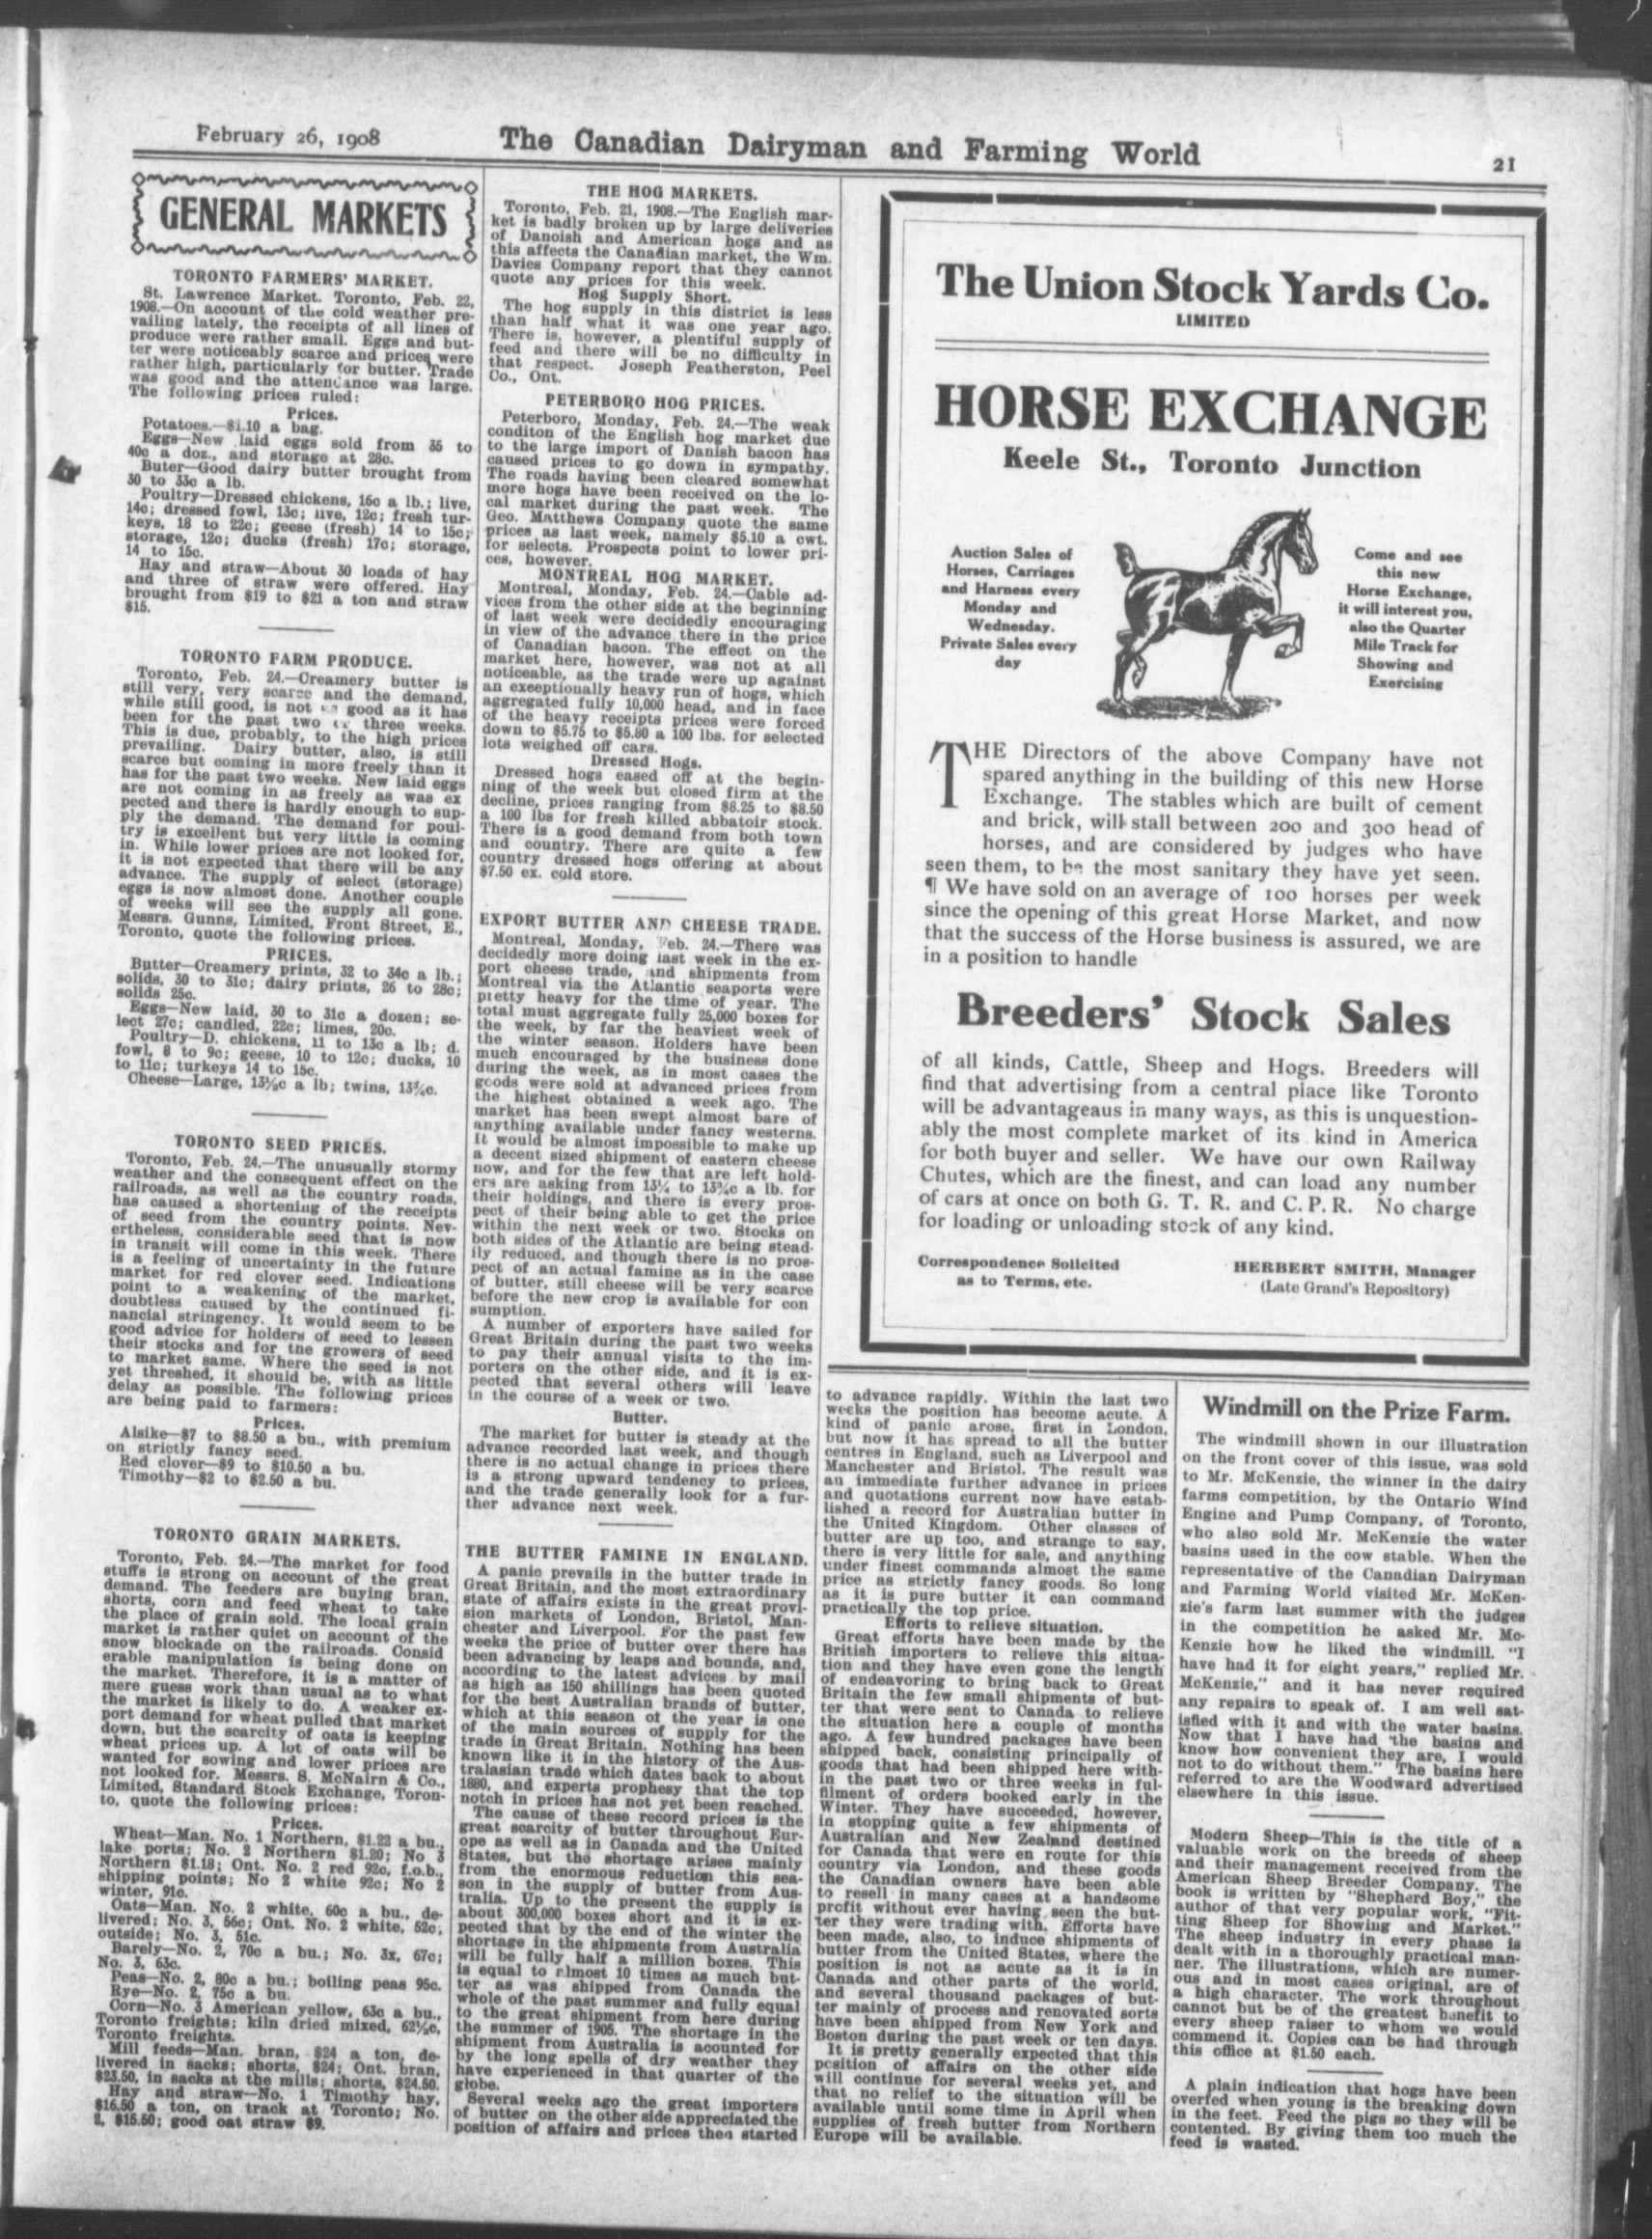 February 26, 1908
The Canadian Dairyman and Farming World
21
GENERAL MARKETS
TORONTO FARMERS' MARKET.
St. Lawrence Market. Toronto, Feb. 22,
1908.—On account of the cold weather pre-
vailing lately, the receipts of all lines of
produce were rather small. Eggs and but-
ter were noticeably scarce and prices were
rather high, particularly for butter. Trade
was good and the attendance was large.
The following prices ruled:
Prices.
Potatoes.—$1.10 a bag.
Eggs—New laid eggs sold from 35 to
40c a doz., and storage at 28c.
Buter—Good dairy butter brought from
30 to 33c a lb.
Poultry—Dressed chickens, 16c a lb.; live,
14c; dressed fowl, 13c; live, 12c; fresh tur-
keys, 18 to 22c; geese (fresh) 14 to 15c;
storage, 12c; ducks (fresh) 17c; storage,
14 to 15c.
Hay and straw—About 30 loads of hay
and three of straw were offered. Hay
brought from $19 to $21 a ton and straw
$15.
TORONTO FARM PRODUCE.
Toronto, Feb. 24.—Creamery butter is
still very, very scarce and the demand,
while still good, is not as good as it has
been for the past two or three weeks.
This is due, probably, to the high prices
prevailing. Dairy butter, also, is still
scarce but coming in more freely than it
has for the past two weeks. New laid eggs
are not coming in as freely as was ex
pected and there is hardly enough to sup-
ply the demand. The demand for poul-
try is excellent but very little is coming
in. While lower prices are not looked for,
it is not expected that there will be any
advance. The supply of select (storage)
eggs is now almost done. Another couple
of weeks will see the supply all gone.
Messrs. Gunns, Limited, Front Street, E.,
Toronto, quote the following prices.
PRICES.
Butter—Creamery prints, 32 to 34c a lb.;
solids, 30 to 31c; dairy prints, 26 to 28c;
solids 25c.
Eggs—New laid, 30 to 31c a dozen; se-
lect 27c; candled, 22c; limes, 20c.
Poultry—D. chickens, 11 to 13c a lb; d.
fowl, 8 to 9c; geese, 10 to 12c; ducks, 10
to 11c; turkeys 14 to 15c.
Cheese—Large, 13½c a lb; twins, 13¾c.
TORONTO SEED PRICES.
Toronto, Feb. 24.—The unusually stormy
weather and the consequent effect on the
railroads, as well as the country roads,
has caused a shortening of the receipts
of seed from the country points. Nev-
ertheless, considerable seed that is now
in transit will come in this week. There
is a feeling of uncertainty in the future
market for red clover seed. Indications
point to a weakening of the market,
doubtless caused by the continued fi-
nancial stringency. It would seem to be
good advice for holders of seed to lessen
their stocks and for the growers of seed
to market same. Where the seed is not
yet threshed, it should be, with as little
delay as possible. The following prices
are being paid to farmers:
Prices.
Alsike—$7 to $8.50 a bu., with premium
on strictly fancy seed.
Red clover—$9 to $10.50 a bu.
Timothy—$2 to $2.50 a bu.
TORONTO GRAIN MARKETS.
Toronto, Feb. 24.—The market for food
stuffs is strong on account of the great
demand. The feeders are buying bran,
shorts, corn and feed wheat to take
the place of grain sold. The local grain
market is rather quiet on account of the
snow blockade on the railroads. Consid
erable manipulation is being done on
the market. Therefore, it is a matter of
mere guess work than usual as to what
the market is likely to do. A weaker ex-
port demand for wheat pulled that market
down, but the scarcity of oats is keeping
wheat prices up. A lot of oats will be
wanted for sowing and lower prices are
not looked for. Messrs. S. McNairn & Co.,
Limited, Standard Stock Exchange, Toron-
to, quote the following prices:
Prices.
Wheat—Man. No. 1 Northern, $1.22 a bu.,
lake ports; No. 2 Northern $1.20; No 3
Northern $1.18; Ont. No. 2 red 92c, f.o.b.,
shipping points; No 2 white 92c; No 2
winter, 91c.
Oats—Man. No. 2 white, 60c a bu., de-
livered; No. 3, 56c; Ont. No. 2 white, 52c,
outside; No. 3, 51c.
Barely—No. 2, 70c a bu.; No. 3x, 67c;
No. 3, 63c.
Peas—No. 2, 80c a bu.; boiling peas 95c.
Rye—No. 2, 75c a bu.
Corn—No. 3 American yellow, 63c a bu.,
Toronto freights; kiln dried mixed, 62½c,
Toronto freights.
Mill feeds—Man. bran, $24 a ton, de-
livered in sacks; shorts, $24; Ont. bran,
$23.50, in sacks at the mills; shorts, $24.50.
Hay and straw—No. 1 Timothy hay,
$16.50 a ton, on track at Toronto; No.
2, $15.50; good oat straw $9.
THE HOG MARKETS.
Toronto, Feb. 21, 1908.—The English mar-
ket is badly broken up by large deliveries
of Danoish and American hogs and as
this affects the Canadian market, the Wm.
Davies Company report that they cannot
quote any prices for this week.
Hog Supply Short.
The hog supply in this district is less
than half what it was one year ago.
There is, however, a plentiful supply of
feed and there will be no difficulty in
that respect. Joseph Featherston, Peel
Co., Ont.
PETERBORO HOG PRICES.
Peterboro, Monday, Feb. 24.—The weak
conditon of the English hog market due
to the large import of Danish bacon has
caused prices to go down in sympathy.
The roads having been cleared somewhat
more hogs have been received on the lo-
cal market during the past week. The
Geo. Matthews Company quote the same
prices as last week, namely $5.10 a cwt.
for selects. Prospects point to lower pri-
ces, however.
MONTREAL HOG MARKET.
Montreal, Monday, Feb. 24.—Cable ad-
vices from the other side at the beginning
of last week were decidedly encouraging
in view of the advance there in the price
of Canadian bacon. The effect on the
market here, however, was not at all
noticeable, as the trade were up against
an exceptionally heavy run of hogs, which
aggregated fully 10,000 head, and in face
of the heavy receipts prices were forced
down to $5.75 to $5.80 a 100 lbs. for selected
lots weighed off cars.
Dressed Hogs.
Dressed hogs eased off at the begin-
ning of the week but closed firm at the
decline, prices ranging from $8.25 to $8.50
a 100 lbs for fresh killed abbatoir stock.
There is a good demand from both town
and country. There are quite a few
country dressed hogs offering at about
$7.50 ex. cold store.
EXPORT BUTTER AND CHEESE TRADE.
Montreal, Monday, Feb. 24.—There was
decidedly more doing last week in the ex-
port cheese trade, and shipments from
Montreal via the Atlantic seaports were
pretty heavy for the time of year. The
total must aggregate fully 25,000 boxes for
the week, by far the heaviest week of
the winter season. Holders have been
much encouraged by the business done
during the week, as in most cases the
goods were sold at advanced prices from
the highest obtained a week ago. The
market has been swept almost bare of
anything available under fancy westerns.
It would be almost impossible to make up
a decent sized shipment of eastern cheese
now, and for the few that are left hold-
ers are asking from 13¼ to 13¾c a lb. for
their holdings, and there is every pros-
pect of their being able to get the price
within the next week or two. Stocks on
both sides of the Atlantic are being stead-
ily reduced, and though there is no pros-
pect of an actual famine as in the case
of butter, still cheese will be very scarce
before the new crop is available for con
sumption.
A number of exporters have sailed for
Great Britain during the past two weeks
to pay their annual visits to the im-
porters on the other side, and it is ex-
pected that several others will leave
in the course of a week or two.
Butter.
The market for butter is steady at the
advance recorded last week, and though
there is no actual change in prices there
is a strong upward tendency to prices,
and the trade generally look for a fur-
ther advance next week.
THE BUTTER FAMINE IN ENGLAND.
A panic prevails in the butter trade in
Great Britain, and the most extraordinary
state of affairs exists in the great provi-
sion markets of London, Bristol, Man-
chester and Liverpool. For the past few
weeks the price of butter over there has
been advancing by leaps and bounds, and,
according to the latest advices by mail
as high as 150 shillings has been quoted
for the best Australian brands of butter,
which at this season of the year is one
of the main sources of supply for the
trade in Great Britain. Nothing has been
known like it in the history of the Aus-
tralasian trade which dates back to about
1880, and experts prophesy that the top
notch in prices has not yet been reached.
The cause of these record prices is the
great scarcity of butter throughout Eur-
ope as well as in Canada and the United
States, but the shortage arises mainly
from the enormous reduction this sea-
son in the supply of butter from Aus-
tralia. Up to the present the supply is
about 300,000 boxes short and it is ex-
pected that by the end of the winter the
shortage in the shipments from Australia
will be fully half a million boxes. This
is equal to almost 10 times as much but-
ter as was shipped from Canada the
whole of the past summer and fully equal
to the great shipment from here during
the summer of 1905. The shortage in the
shipment from Australia is acounted for
by the long spells of dry weather they
have experienced in that quarter of the
globe.
Several weeks ago the great importers
of butter on the other side appreciated the
position of affairs and prices then started
The Union Stock Yards Co.
LIMITED
HORSE EXCHANGE
Keele St., Toronto Junction
Auction Sales of
Horses, Carriages
and Harness every
Monday and
Wednesday.
Private Sales every
day
Come and see
this new
Horse Exchange,
it will interest you,
also the Quarter
Mile Track for
Showing and
Exercising
THE Directors of the above Company have not
spared anything in the building of this new Horse
Exchange. The stables which are built of cement
and brick, will stall between 200 and 300 head of
horses, and are considered by judges who have
seen them, to be the most sanitary they have yet seen.
¶ We have sold on an average of 100 horses per week
since the opening of this great Horse Market, and now
that the success of the Horse business is assured, we are
in a position to handle
Breeders' Stock Sales
of all kinds, Cattle, Sheep and Hogs. Breeders will
find that advertising from a central place like Toronto
will be advantageaus in many ways, as this is unquestion-
ably the most complete market of its kind in America
for both buyer and seller. We have our own Railway
Chutes, which are the finest, and can load any number
of cars at once on both G. T. R. and C. P. R. No charge
for loading or unloading stock of any kind.
Correspondence Solicited
as to Terms, etc.
HERBERT SMITH, Manager
(Late Grand's Repository)
to advance rapidly. Within the last two
weeks the position has become acute. A
kind of panic arose, first in London,
but now it has spread to all the butter
centres in England, such as Liverpool and
Manchester and Bristol. The result was
an immediate further advance in prices
and quotations current now have estab-
lished a record for Australian butter in
the United Kingdom. Other classes of
butter are up too, and strange to say,
there is very little for sale, and anything
under finest commands almost the same
price as strictly fancy goods. So long
as it is pure butter it can command
practically the top price.
Efforts to relieve situation.
Great efforts have been made by the
British importers to relieve this situa-
tion and they have even gone the length
of endeavoring to bring back to Great
Britain the few small shipments of but-
ter that were sent to Canada to relieve
the situation here a couple of months
ago. A few hundred packages have been
shipped back, consisting principally of
goods that had been shipped here with-
in the past two or three weeks in ful-
filment of orders booked early in the
Winter. They have succeeded, however,
in stopping quite a few shipments of
Australian and New Zealand destined
for Canada that were en route for this
country via London, and these goods
the Canadian owners have been able
to resell in many cases at a handsome
profit without ever having seen the but-
ter they were trading with. Efforts have
been made, also, to induce shipments of
butter from the United States, where the
position is not as acute as it is in
Canada and other parts of the world,
and several thousand packages of but-
ter mainly of process and renovated sorts
have been shipped from New York and
Boston during the past week or ten days.
It is pretty generally expected that this
position of affairs on the other side
will continue for several weeks yet, and
that no relief to the situation will be
available until some time in April when
supplies of fresh butter from Northern
Europe will be available.
Windmill on the Prize Farm.
The windmill shown in our illustration
on the front cover of this issue, was sold
to Mr. McKenzie, the winner in the dairy
farms competition, by the Ontario Wind
Engine and Pump Company, of Toronto,
who also sold Mr. McKenzie the water
basins used in the cow stable. When the
representative of the Canadian Dairyman
and Farming World visited Mr. McKen-
zie's farm last summer with the judges
in the competition he asked Mr. Mc-
Kenzie how he liked the windmill. "I
have had it for eight years," replied Mr.
McKenzie," and it has never required
any repairs to speak of. I am well sat-
isfied with it and with the water basins.
Now that I have had the basins and
know how convenient they are, I would
not to do without them." The basins here
referred to are the Woodward advertised
elsewhere in this issue.
Modern Sheep—This is the title of a
valuable work on the breeds of sheep
and their management received from the
American Sheep Breeder Company. The
book is written by "Shepherd Boy," the
author of that very popular work, "Fit-
ting Sheep for Showing and Market."
The sheep industry in every phase is
dealt with in a thoroughly practical man-
ner. The illustrations, which are numer-
ous and in most cases original, are of
a high character. The work throughout
cannot but be of the greatest benefit to
every sheep raiser to whom we would
commend it. Copies can be had through
this office at $1.50 each.
A plain indication that hogs have been
overfed when young is the breaking down
in the feet. Feed the pigs so they will be
contented. By giving them too much the
feed is wasted.